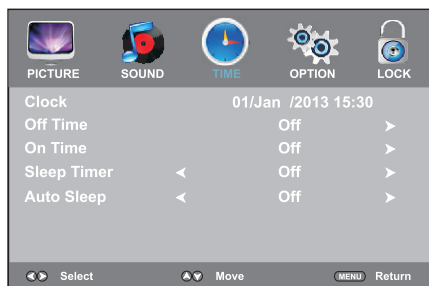 PICTURE SOUND TIME OPTION LOCK
Clock 01/Jan /2013 15:30
Off Time Off
On Time Off
Sleep Timer Off
Auto Sleep Off
Select Move MENU Return